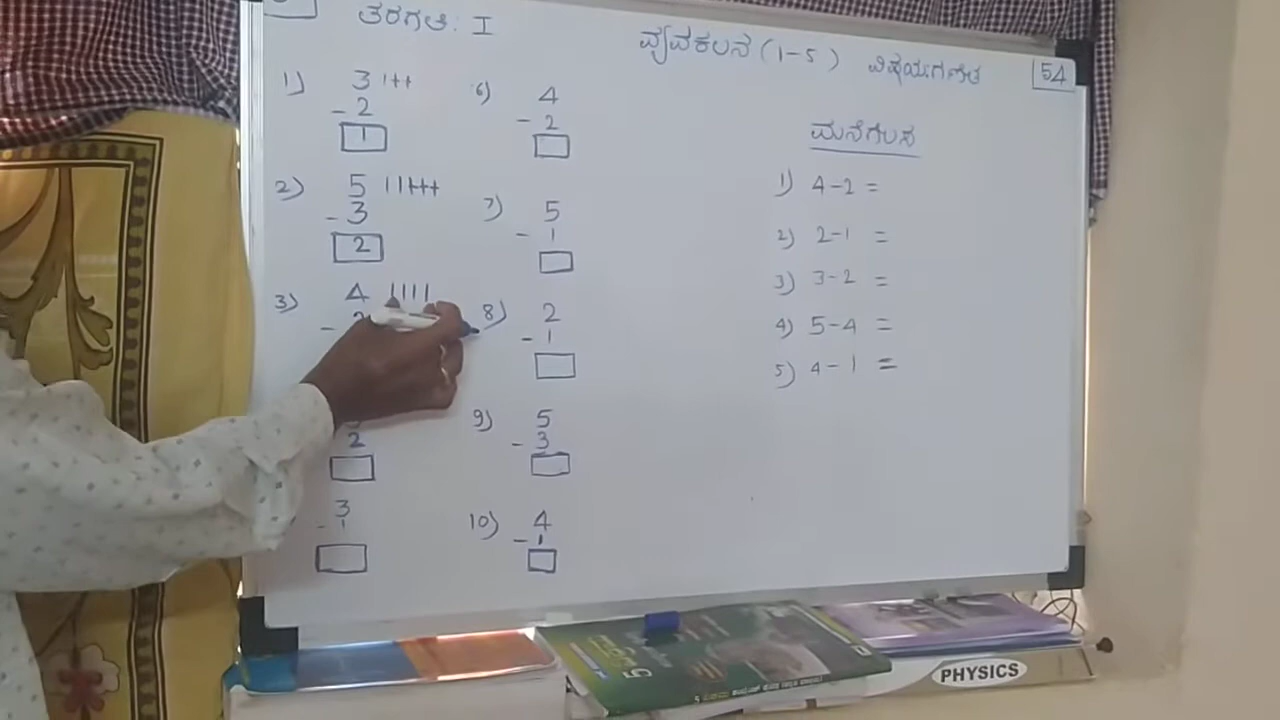 ತರಗತಿ: I
ವ್ಯವಕಲನ (1-5) ವಿಷಯ:ಗಣಿತ 54
1) 3
- 2
1
2) 5
- 3
2
3) 4
-
2
3
- 1
6) 4
- 2
7) 5
- 1
8) 2
- 1
9) 5
- 3
10) 4
- 1
ಮನೆಗೆಲಸ
1) 4-2 =
2) 2-1 =
3) 3-2 =
4) 5-4 =
5) 4-1 =
PHYSICS